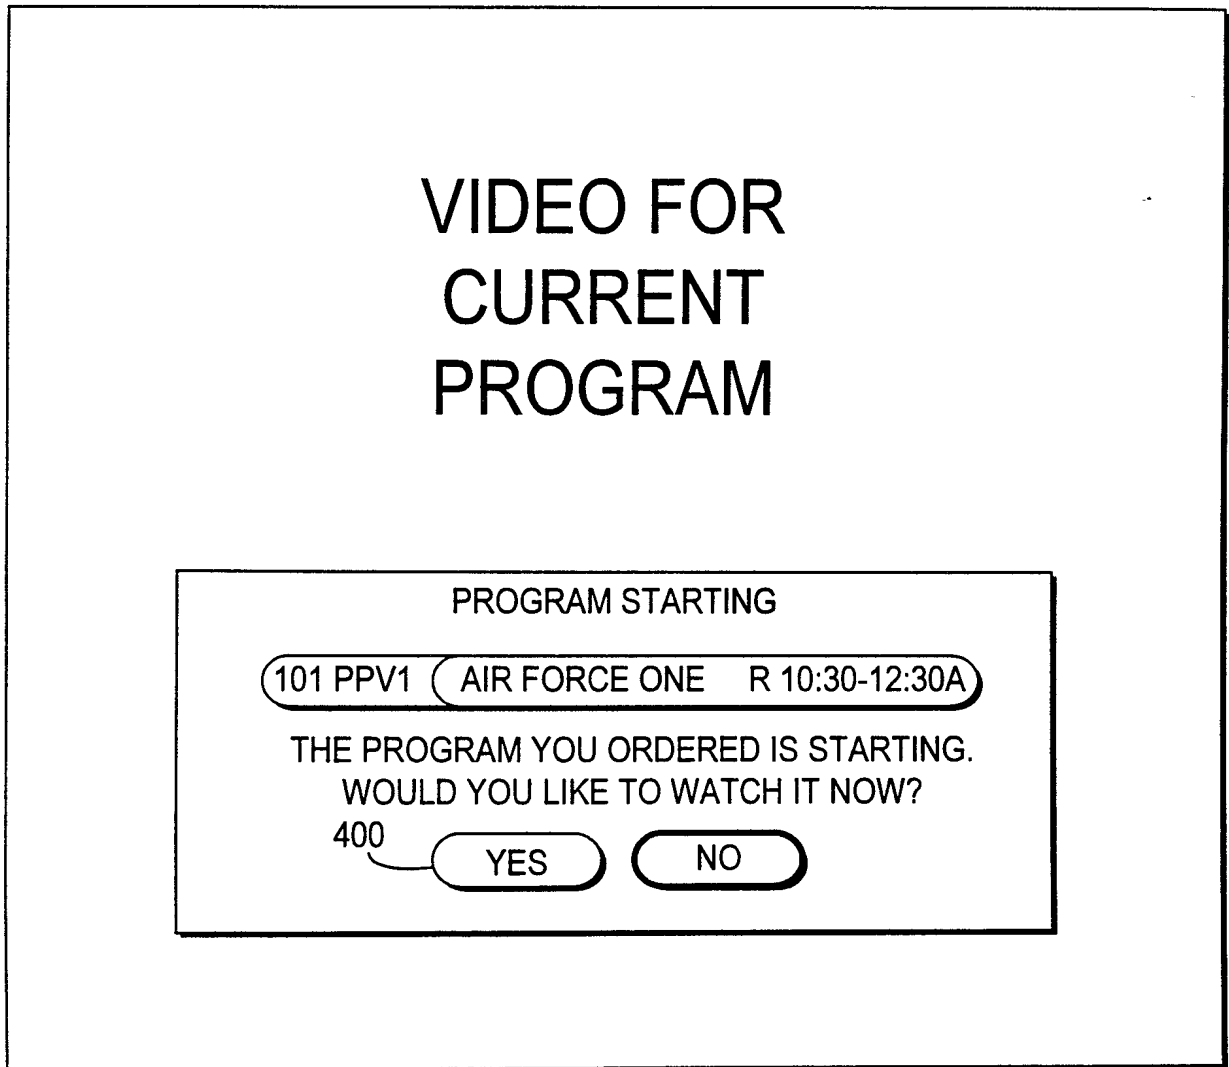 VIDEO FOR
CURRENT
PROGRAM
PROGRAM STARTING
101 PPV1 AIR FORCE ONE R 10:30-12:30A
THE PROGRAM YOU ORDERED IS STARTING.
WOULD YOU LIKE TO WATCH IT NOW?
400
YES NO